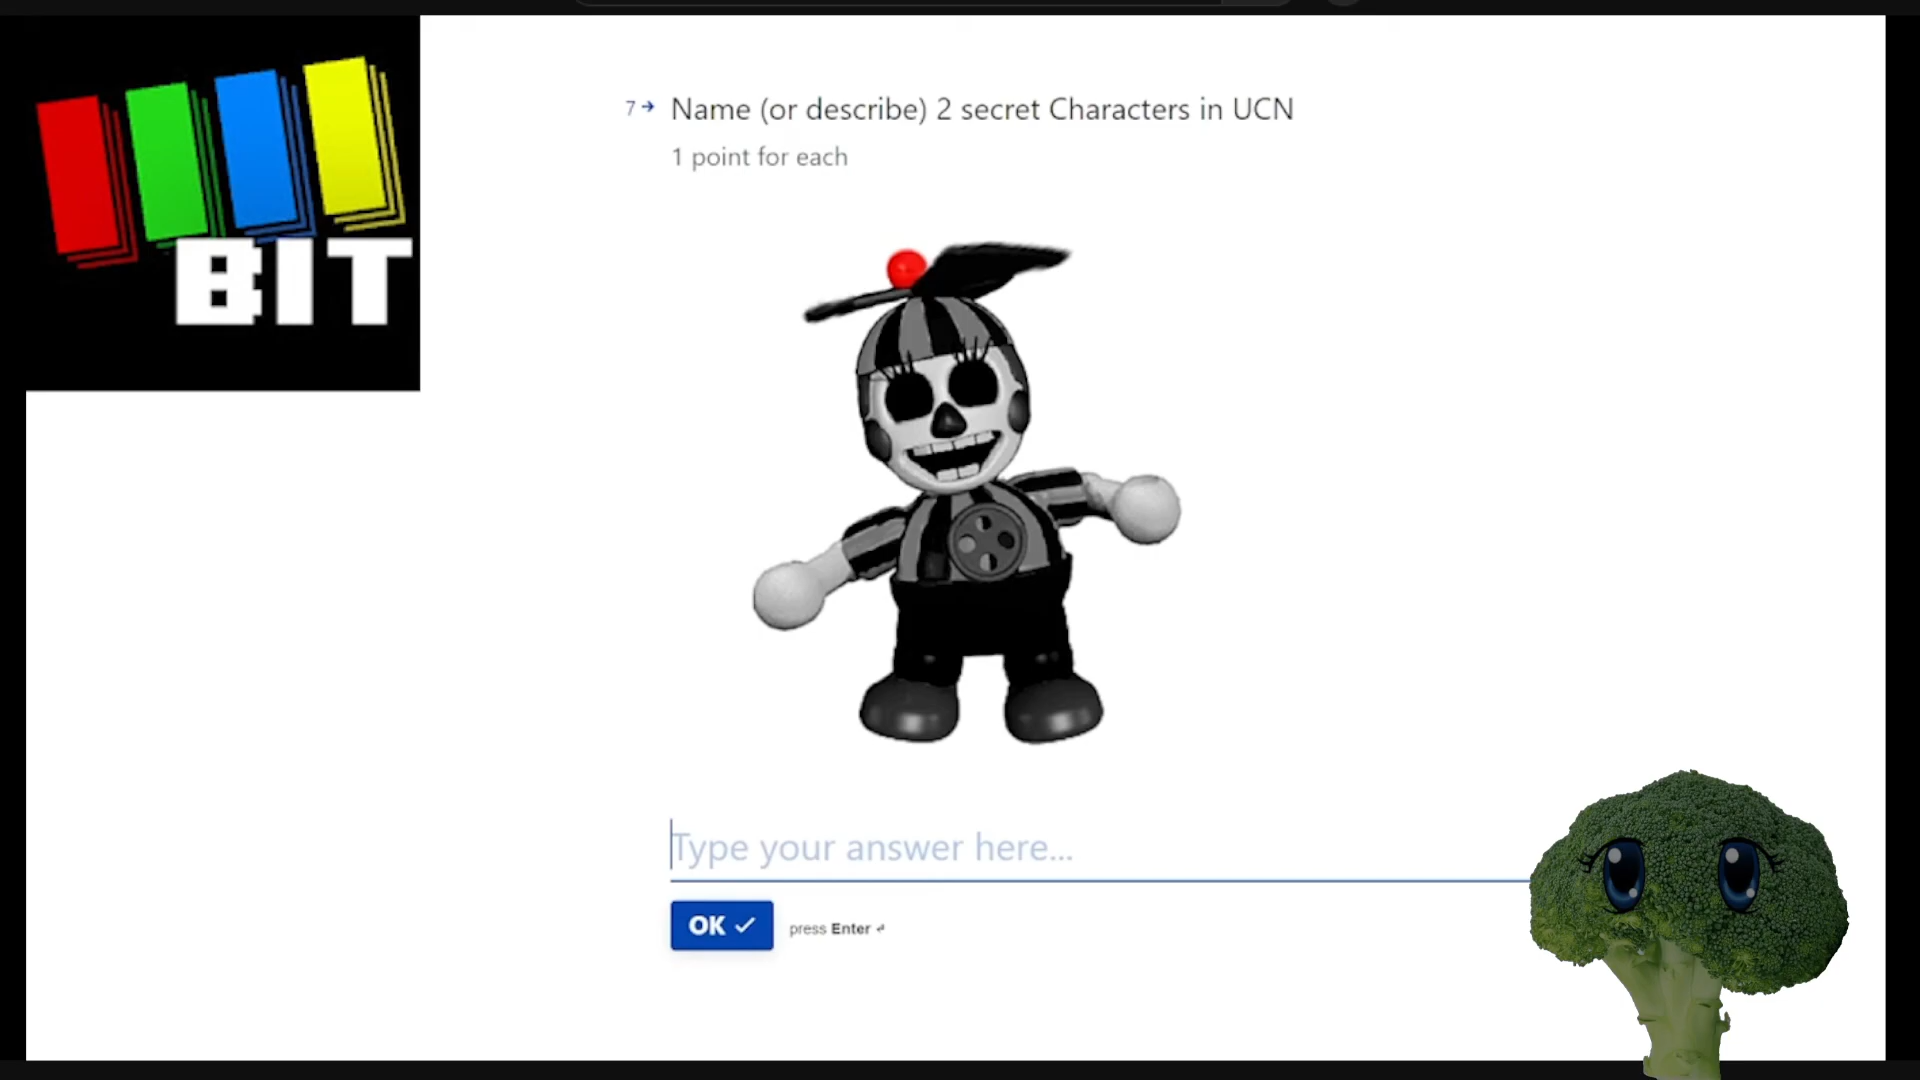 BIT
7→ Name (or describe) 2 secret Characters in UCN
1 point for each
Type your answer here...
OK ✓ press Enter ↵